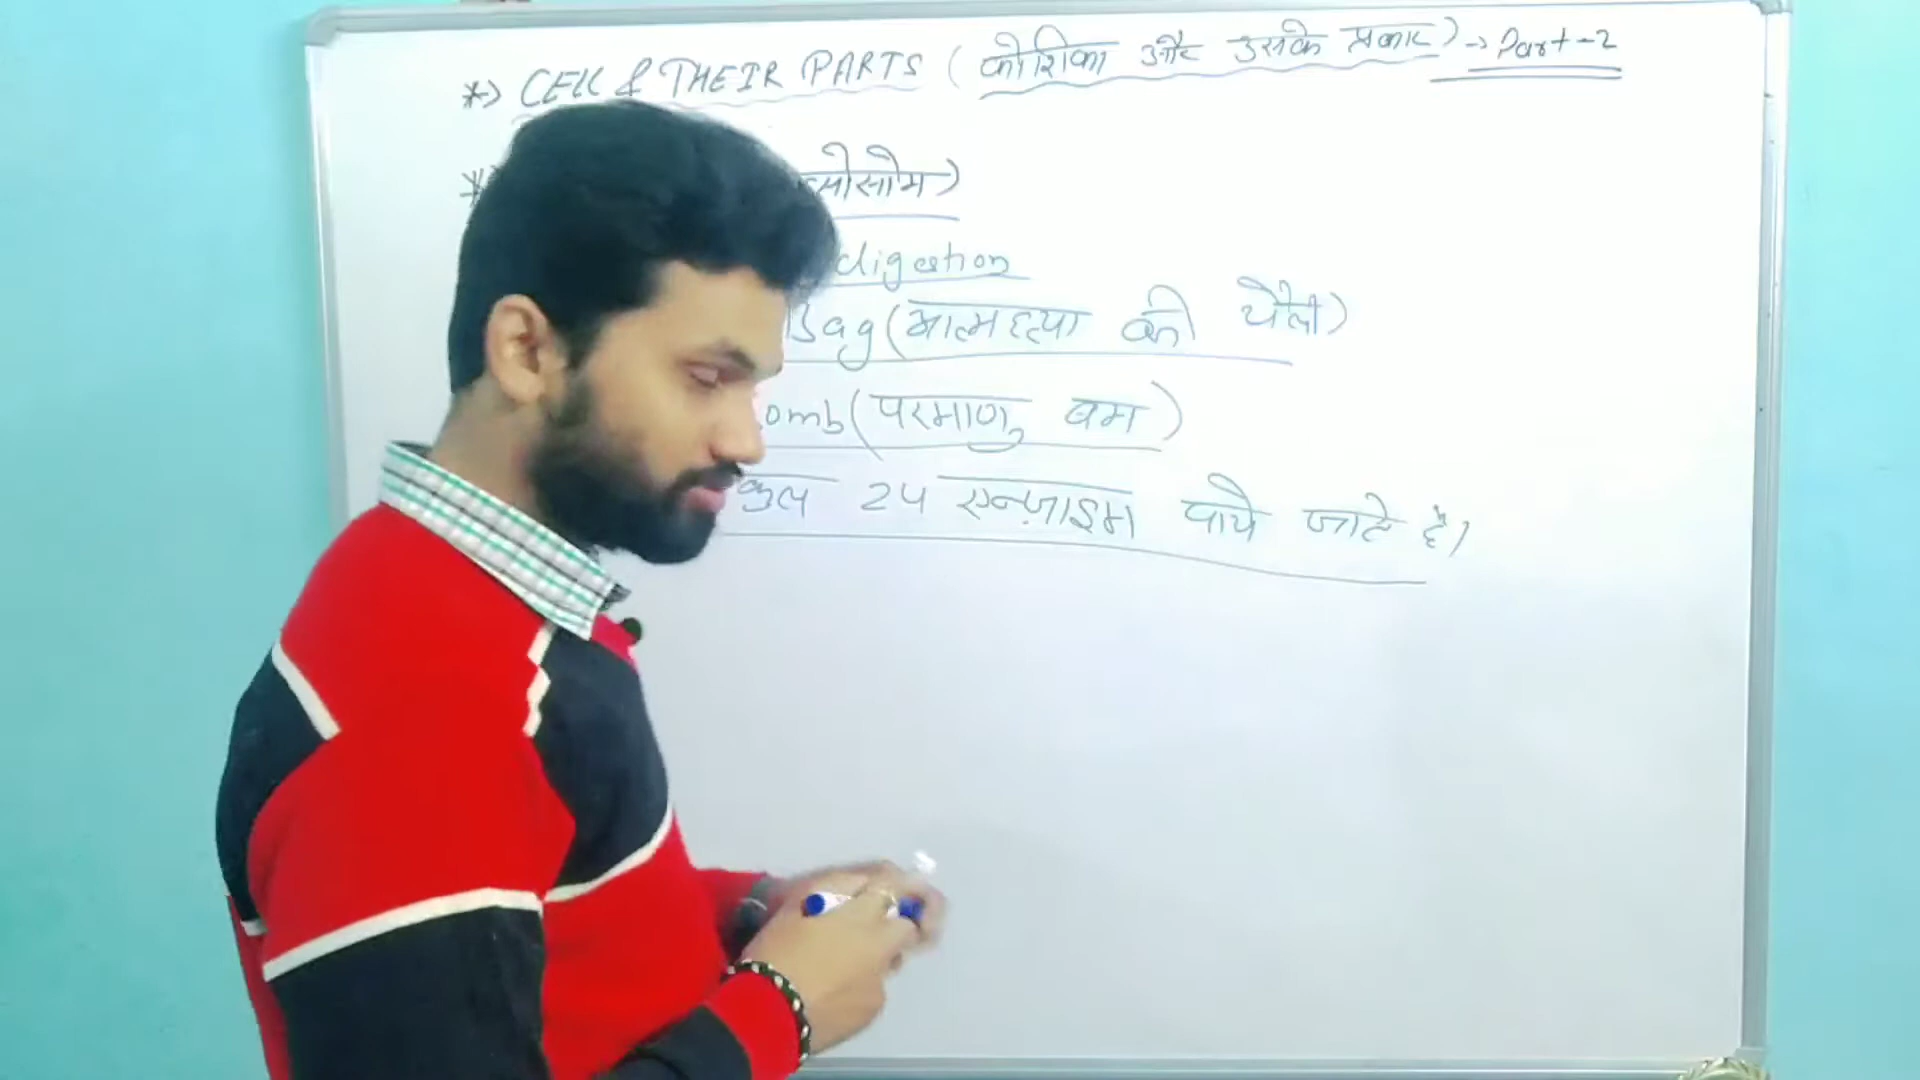 *) CELL & THEIR PARTS (कोशिका और उसके प्रकार) → Part-2
सोसोम)
digestion
Bag (आत्महत्या की थैली)
omb (परमाणु बम)
कुल 24 एन्जाइम पाये जाते है।